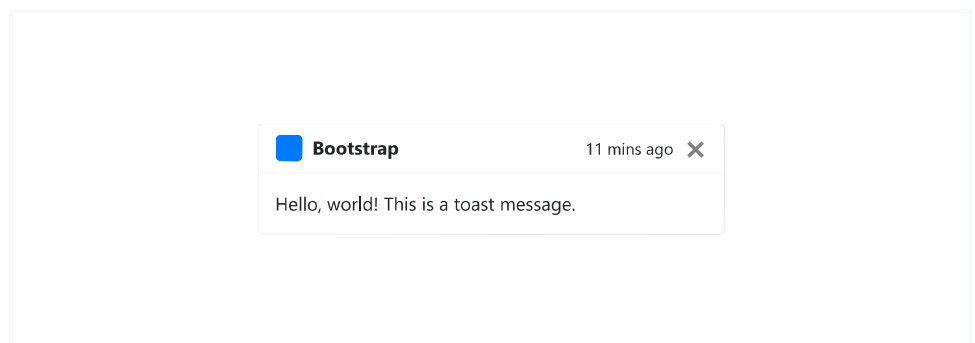 Bootstrap 11 mins ago
Hello, world! This is a toast message.